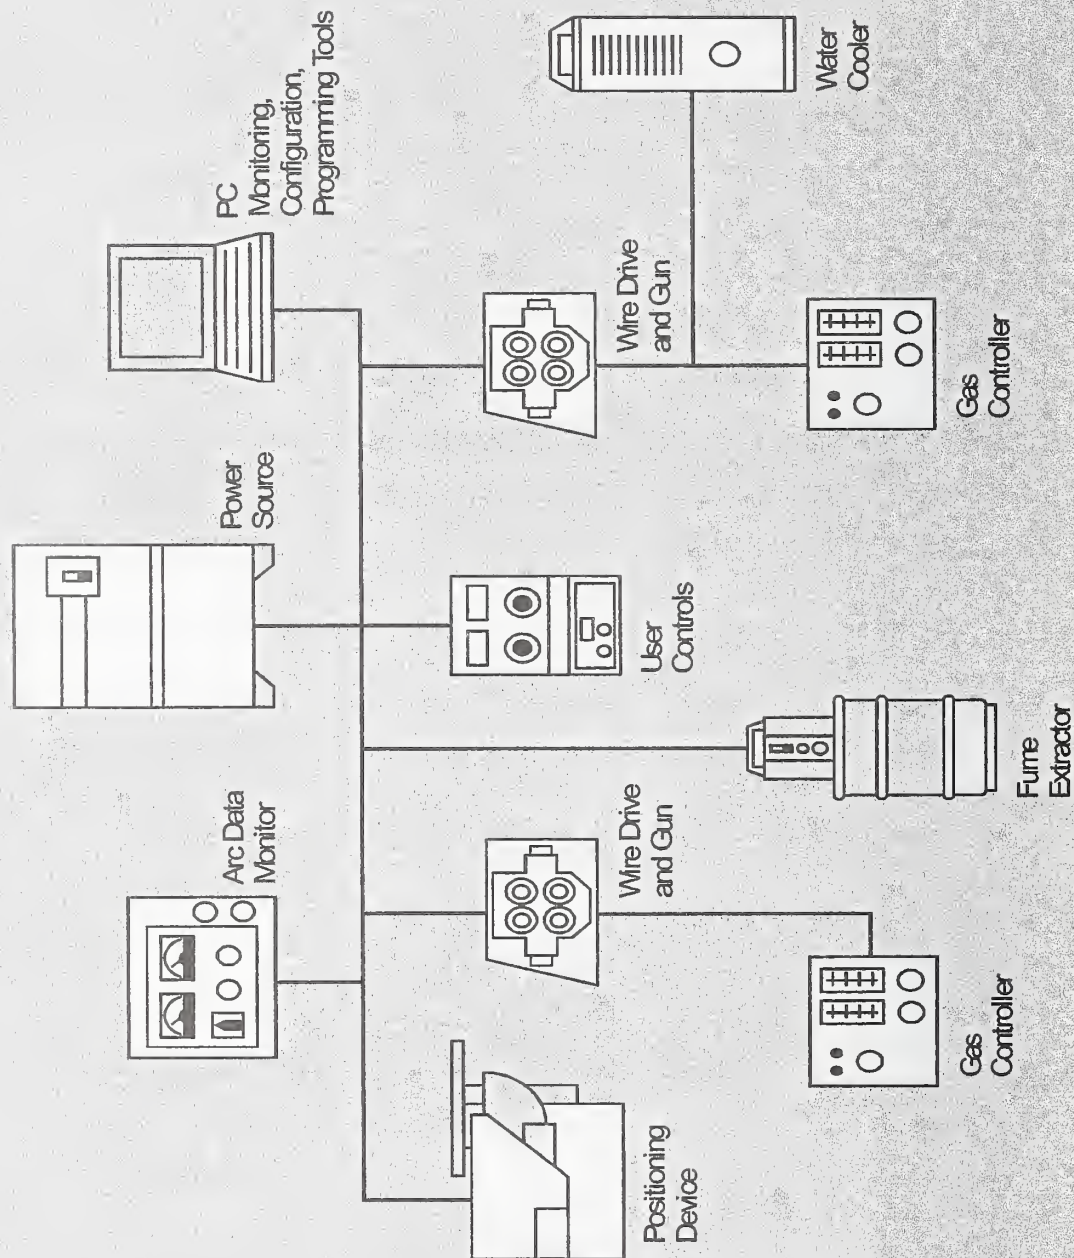 Arc Data
Monitor
Power
Source
PC
Monitoring,
Configuration,
Programming Tools
Positioning
Device
Wire Drive
and Gun
User
Controls
Wire Drive
and Gun
Gas
Controller
Fume
Extractor
Gas
Controller
Water
Cooler